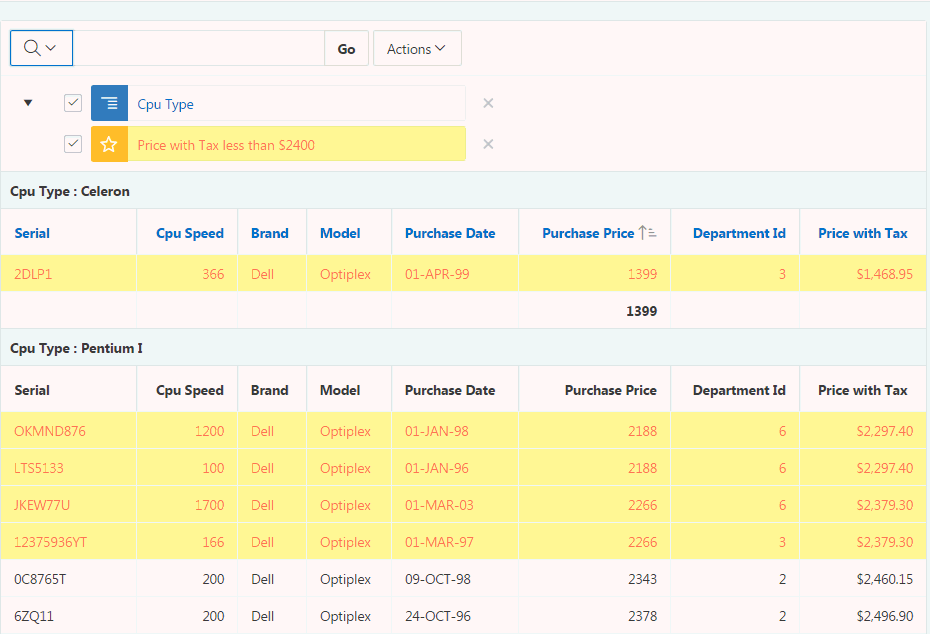 Go Actions
Cpu Type
Price with Tax less than $2400
Cpu Type : Celeron
Serial Cpu Speed Brand Model Purchase Date Purchase Price Department Id Price with Tax
2DLP1 366 Dell Optiplex 01-APR-99 1399 3 $1,468.95
1399
Cpu Type : Pentium I
Serial Cpu Speed Brand Model Purchase Date Purchase Price Department Id Price with Tax
OKMND876 1200 Dell Optiplex 01-JAN-98 2188 6 $2,297.40
LTS5133 100 Dell Optiplex 01-JAN-96 2188 6 $2,297.40
JKEW77U 1700 Dell Optiplex 01-MAR-03 2266 6 $2,379.30
12375936YT 166 Dell Optiplex 01-MAR-97 2266 3 $2,379.30
0C8765T 200 Dell Optiplex 09-OCT-98 2343 2 $2,460.15
6ZQ11 200 Dell Optiplex 24-OCT-96 2378 2 $2,496.90